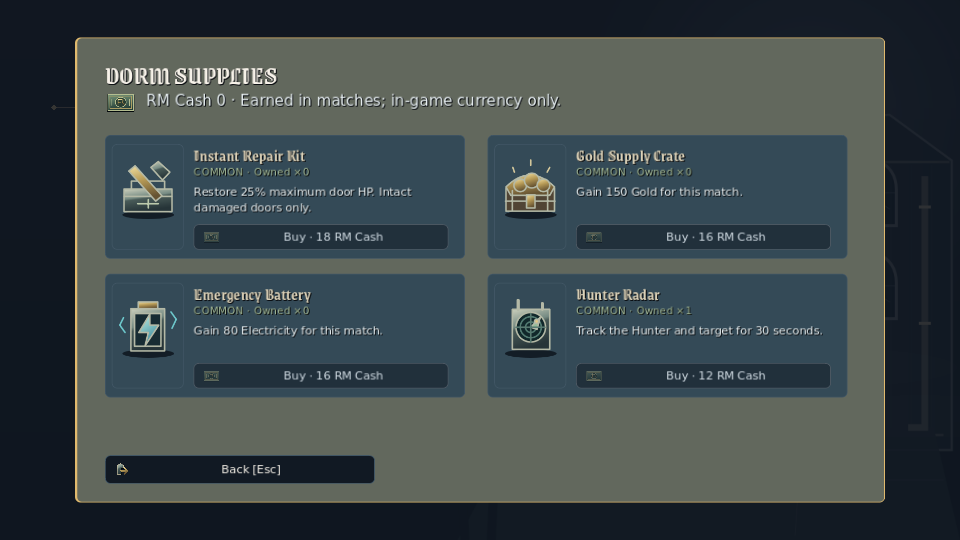 DORM SUPPLIES
RM Cash 0 · Earned in matches; in-game currency only.
Instant Repair Kit
COMMON · Owned ×0
Restore 25% maximum door HP. Intact
damaged doors only.
Buy · 18 RM Cash
Gold Supply Crate
COMMON · Owned ×0
Gain 150 Gold for this match.
Buy · 16 RM Cash
Emergency Battery
COMMON · Owned ×0
Gain 80 Electricity for this match.
Buy · 16 RM Cash
Hunter Radar
COMMON · Owned ×1
Track the Hunter and target for 30 seconds.
Buy · 12 RM Cash
Back [Esc]